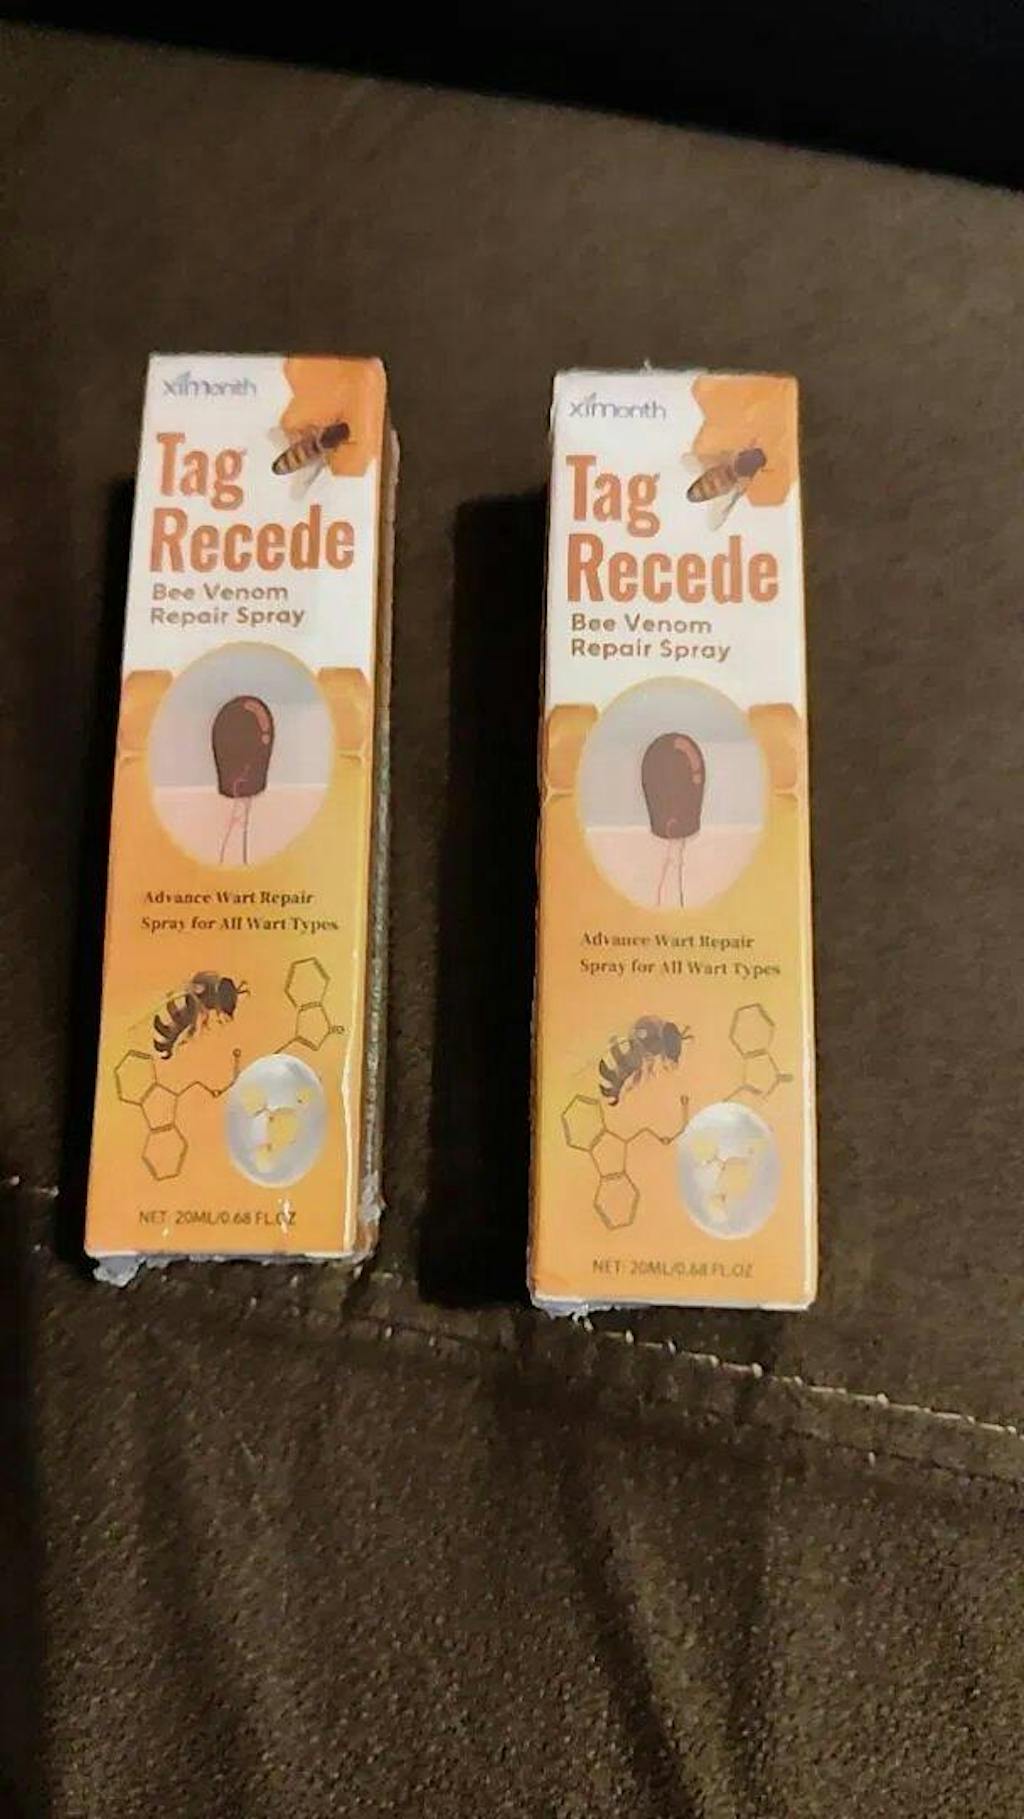 ximonth
Tag
Recede
Bee Venom
Repair Spray
Advance Wart Repair
Spray for All Wart Types
NET: 20ML/0.68 FL.OZ
ximonth
Tag
Recede
Bee Venom
Repair Spray
Advance Wart Repair
Spray for All Wart Types
NET: 20ML/0.68 FL.OZ